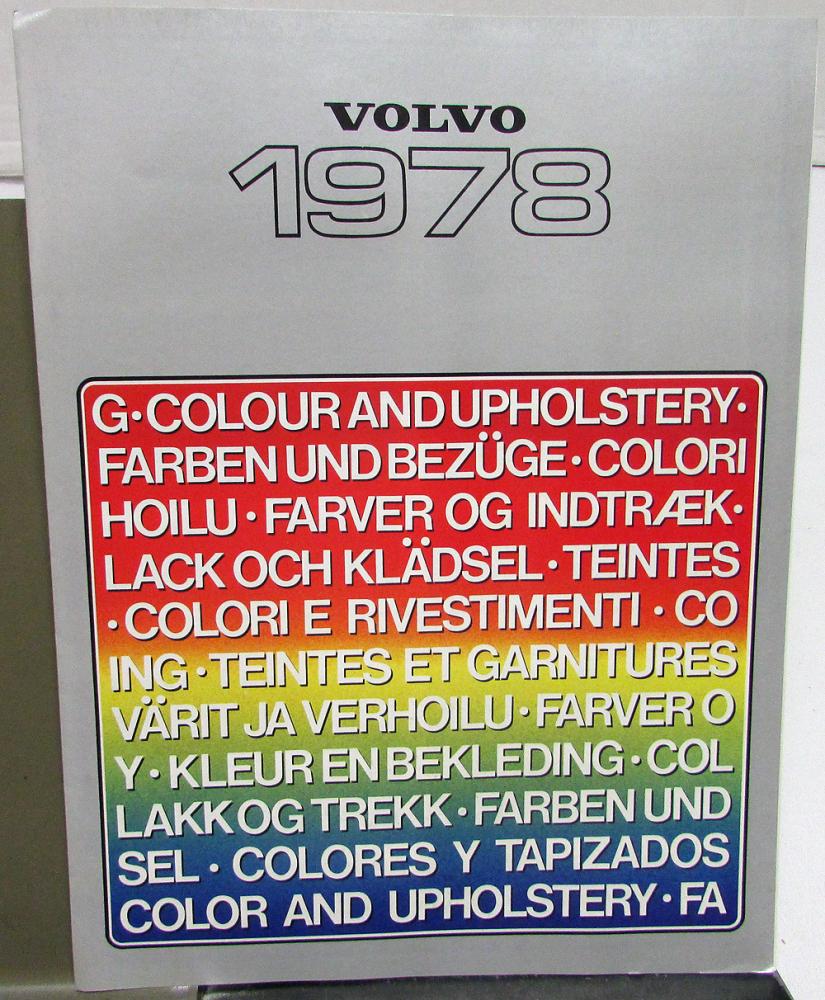 VOLVO
1978
G·COLOUR AND UPHOLSTERY·
FARBEN UND BEZÜGE·COLORI
HOILU·FARVER OG INDTRÆK·
LACK OCH KLÄDSEL·TEINTES
·COLORI E RIVESTIMENTI·CO
ING·TEINTES ET GARNITURES
VÄRIT JA VERHOILU·FARVER O
Y·KLEUR EN BEKLEDING·COL
LAKK OG TREKK·FARBEN UND
SEL·COLORES Y TAPIZADOS
COLOR AND UPHOLSTERY·FA